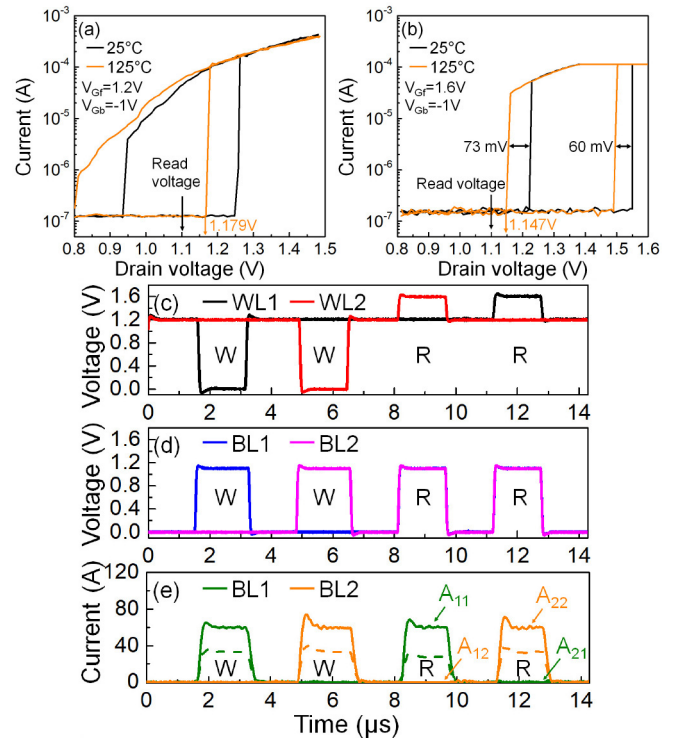 (a)
25°C
125°C
V_Gf=1.2V
V_Gb=-1V
Read
voltage
1.179V
Current (A)
10^-3
10^-4
10^-5
10^-6
10^-7
0.8 0.9 1.0 1.1 1.2 1.3 1.4 1.5
Drain voltage (V)
(b)
25°C
125°C
V_Gf=1.6V
V_Gb=-1V
73 mV
60 mV
Read voltage
1.147V
Current (A)
10^-3
10^-4
10^-5
10^-6
10^-7
0.8 0.9 1.0 1.1 1.2 1.3 1.4 1.5 1.6
Drain voltage (V)
(c) WL1 WL2
W W R R
Voltage (V)
1.6
1.2
0.8
0.4
0.0
0 2 4 6 8 10 12 14
(d) BL1 BL2
W W R R
Voltage (V)
1.6
1.2
0.8
0.4
0.0
0 2 4 6 8 10 12 14
(e) BL1 BL2
A_11 A_22
A_12 A_21
W W R R
Current (A)
120
80
40
0
0 2 4 6 8 10 12 14
Time (µs)